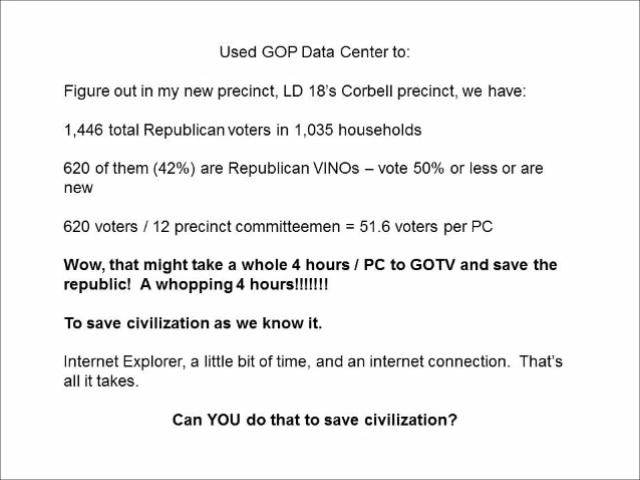 Used GOP Data Center to:
Figure out in my new precinct, LD 18's Corbell precinct, we have:
1,446 total Republican voters in 1,035 households
620 of them (42%) are Republican VINOs – vote 50% or less or are
new
620 voters / 12 precinct committeemen = 51.6 voters per PC
Wow, that might take a whole 4 hours / PC to GOTV and save the
republic!  A whopping 4 hours!!!!!!!
To save civilization as we know it.
Internet Explorer, a little bit of time, and an internet connection.  That's
all it takes.
Can YOU do that to save civilization?